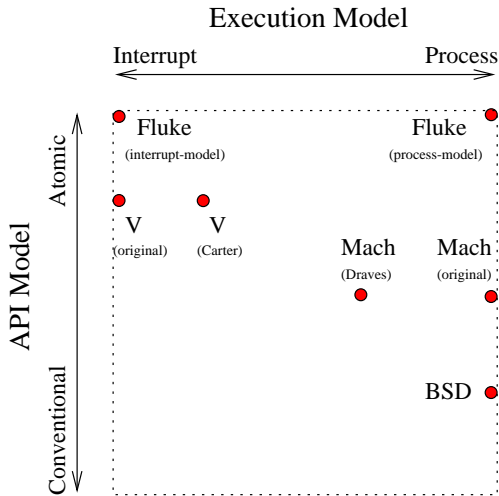 Execution Model
Interrupt Process
Fluke Fluke
(interrupt-model) (process-model)
Atomic
V V
(original) (Carter)
Mach Mach
(Draves) (original)
API Model
BSD
Conventional